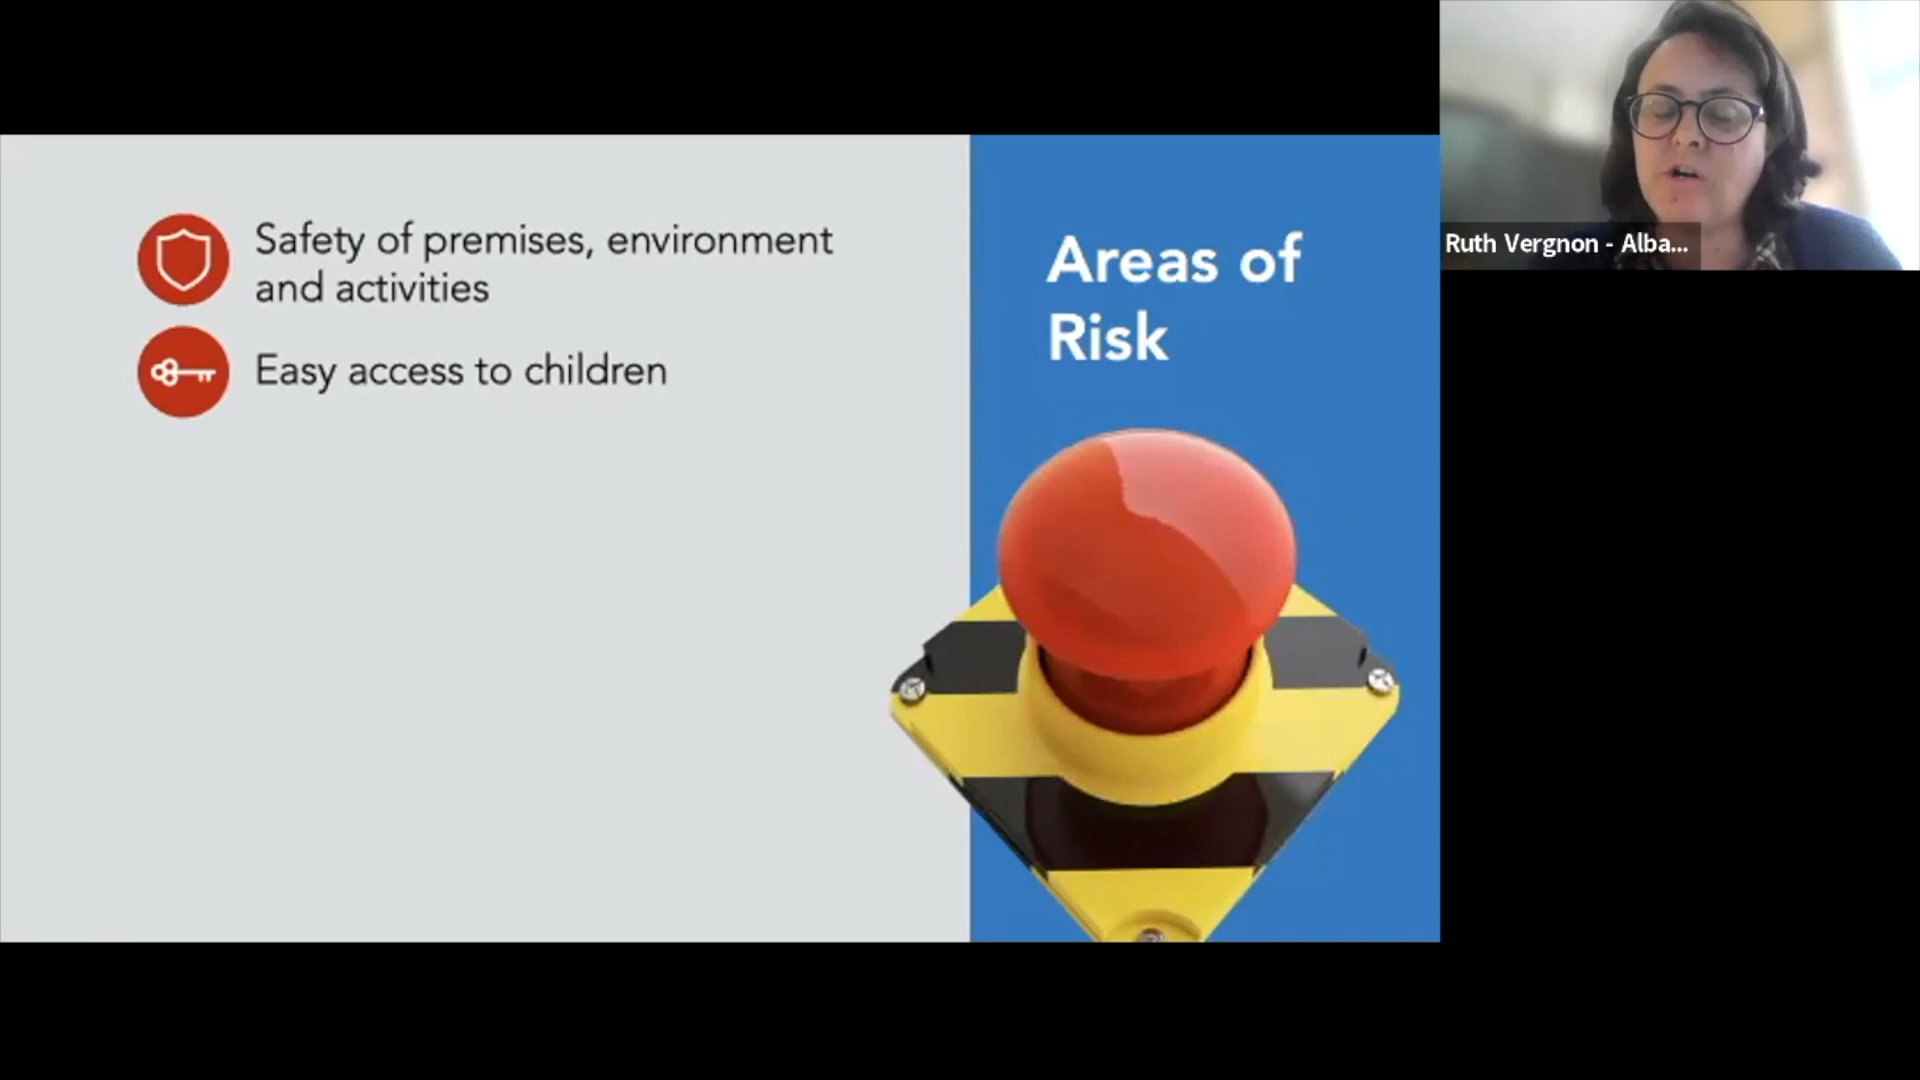 Safety of premises, environment
and activities
Easy access to children
Areas of
Risk
Ruth Vergnon - Alba...